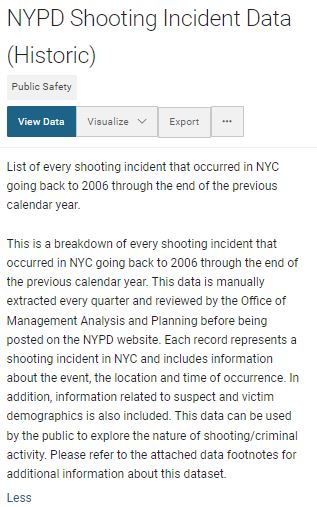 NYPD Shooting Incident Data
(Historic)
Public Safety
View Data Visualize Export ...
List of every shooting incident that occurred in NYC
going back to 2006 through the end of the previous
calendar year.
This is a breakdown of every shooting incident that
occurred in NYC going back to 2006 through the end of
the previous calendar year. This data is manually
extracted every quarter and reviewed by the Office of
Management Analysis and Planning before being
posted on the NYPD website. Each record represents a
shooting incident in NYC and includes information
about the event, the location and time of occurrence. In
addition, information related to suspect and victim
demographics is also included. This data can be used
by the public to explore the nature of shooting/criminal
activity. Please refer to the attached data footnotes for
additional information about this dataset.
Less